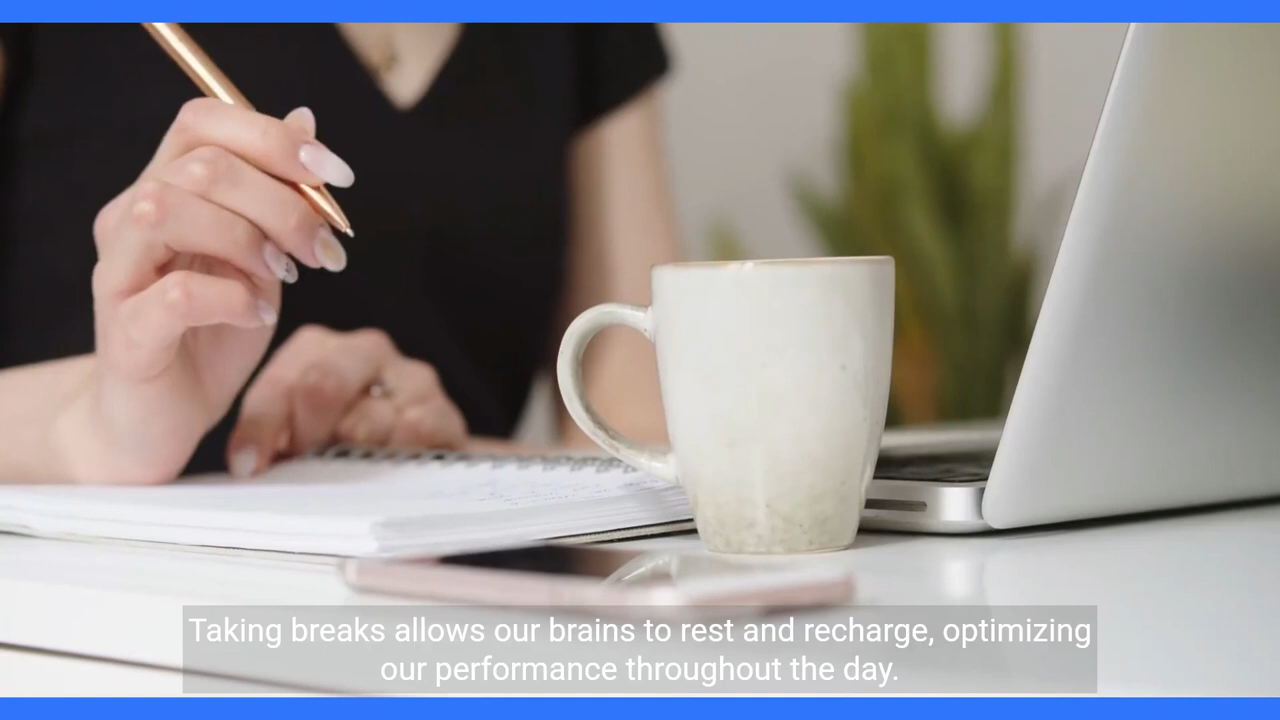 Taking breaks allows our brains to rest and recharge, optimizing
our performance throughout the day.